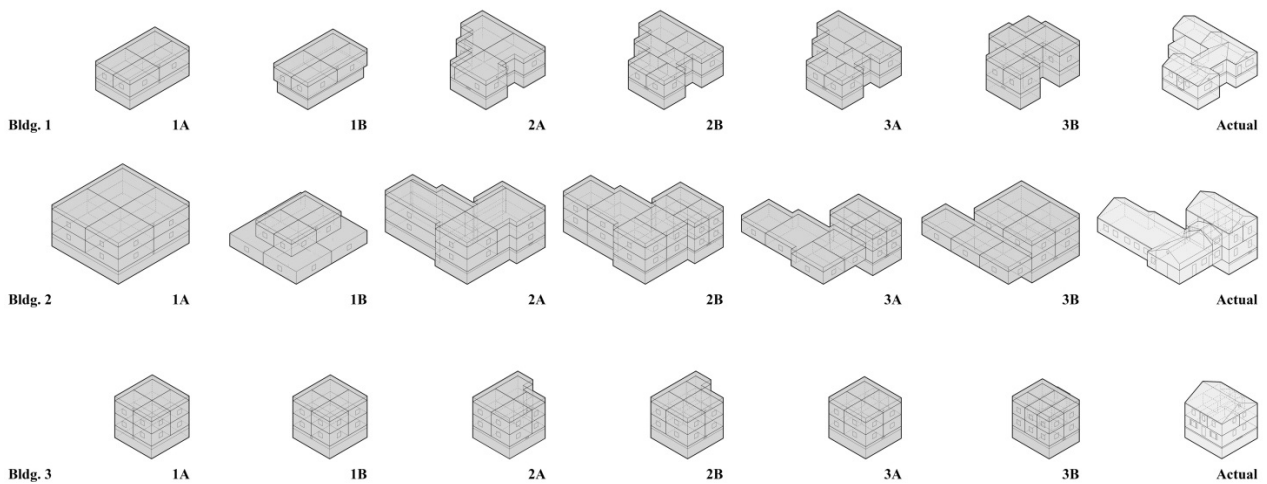 Bldg. 1 1A 1B 2A 2B 3A 3B Actual
Bldg. 2 1A 1B 2A 2B 3A 3B Actual
Bldg. 3 1A 1B 2A 2B 3A 3B Actual